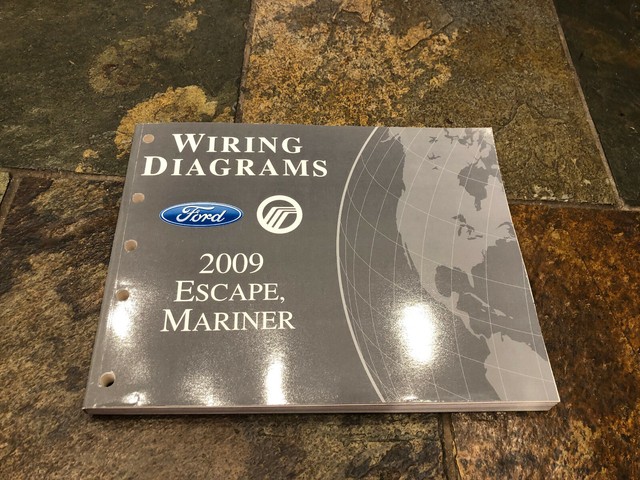 WIRING
DIAGRAMS
Ford
2009
ESCAPE,
MARINER